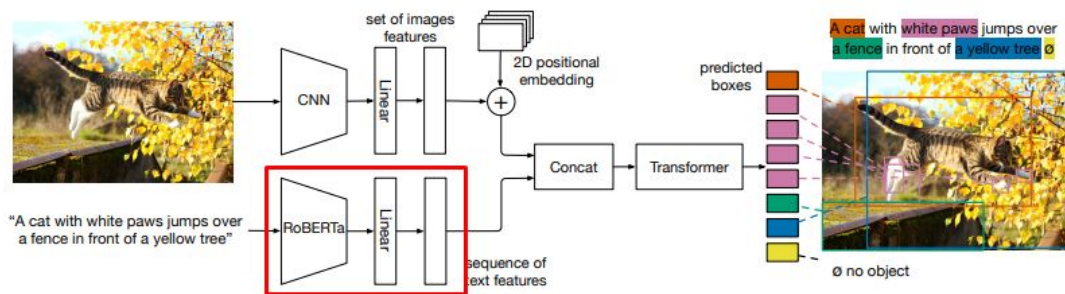 set of images
features
2D positional
embedding
CNN
Linear
+
"A cat with white paws jumps over
a fence in front of a yellow tree"
RoBERTa
Linear
sequence of
text features
Concat
Transformer
predicted
boxes
A cat with white paws jumps over
a fence in front of a yellow tree ∅
∅ no object